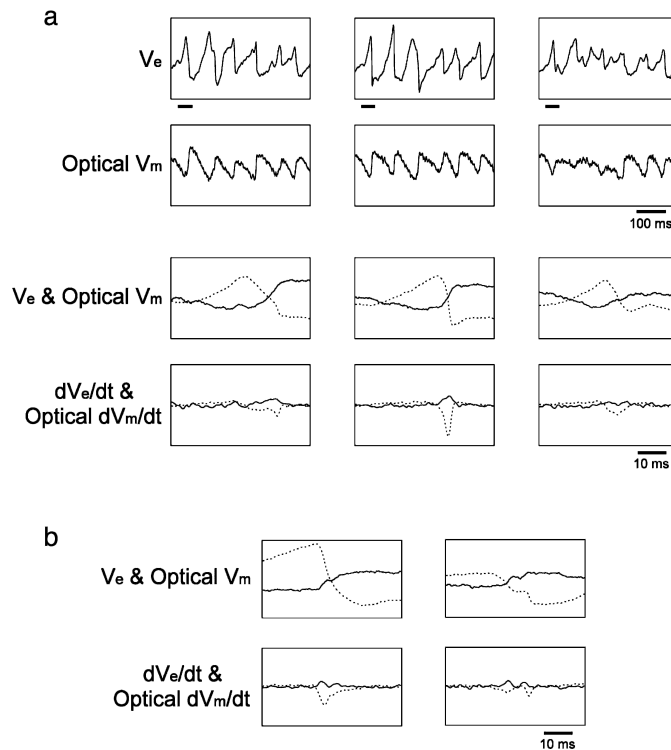 a
Ve
Optical Vm
100 ms
Ve & Optical Vm
dVe/dt &
Optical dVm/dt
10 ms
b
Ve & Optical Vm
dVe/dt &
Optical dVm/dt
10 ms